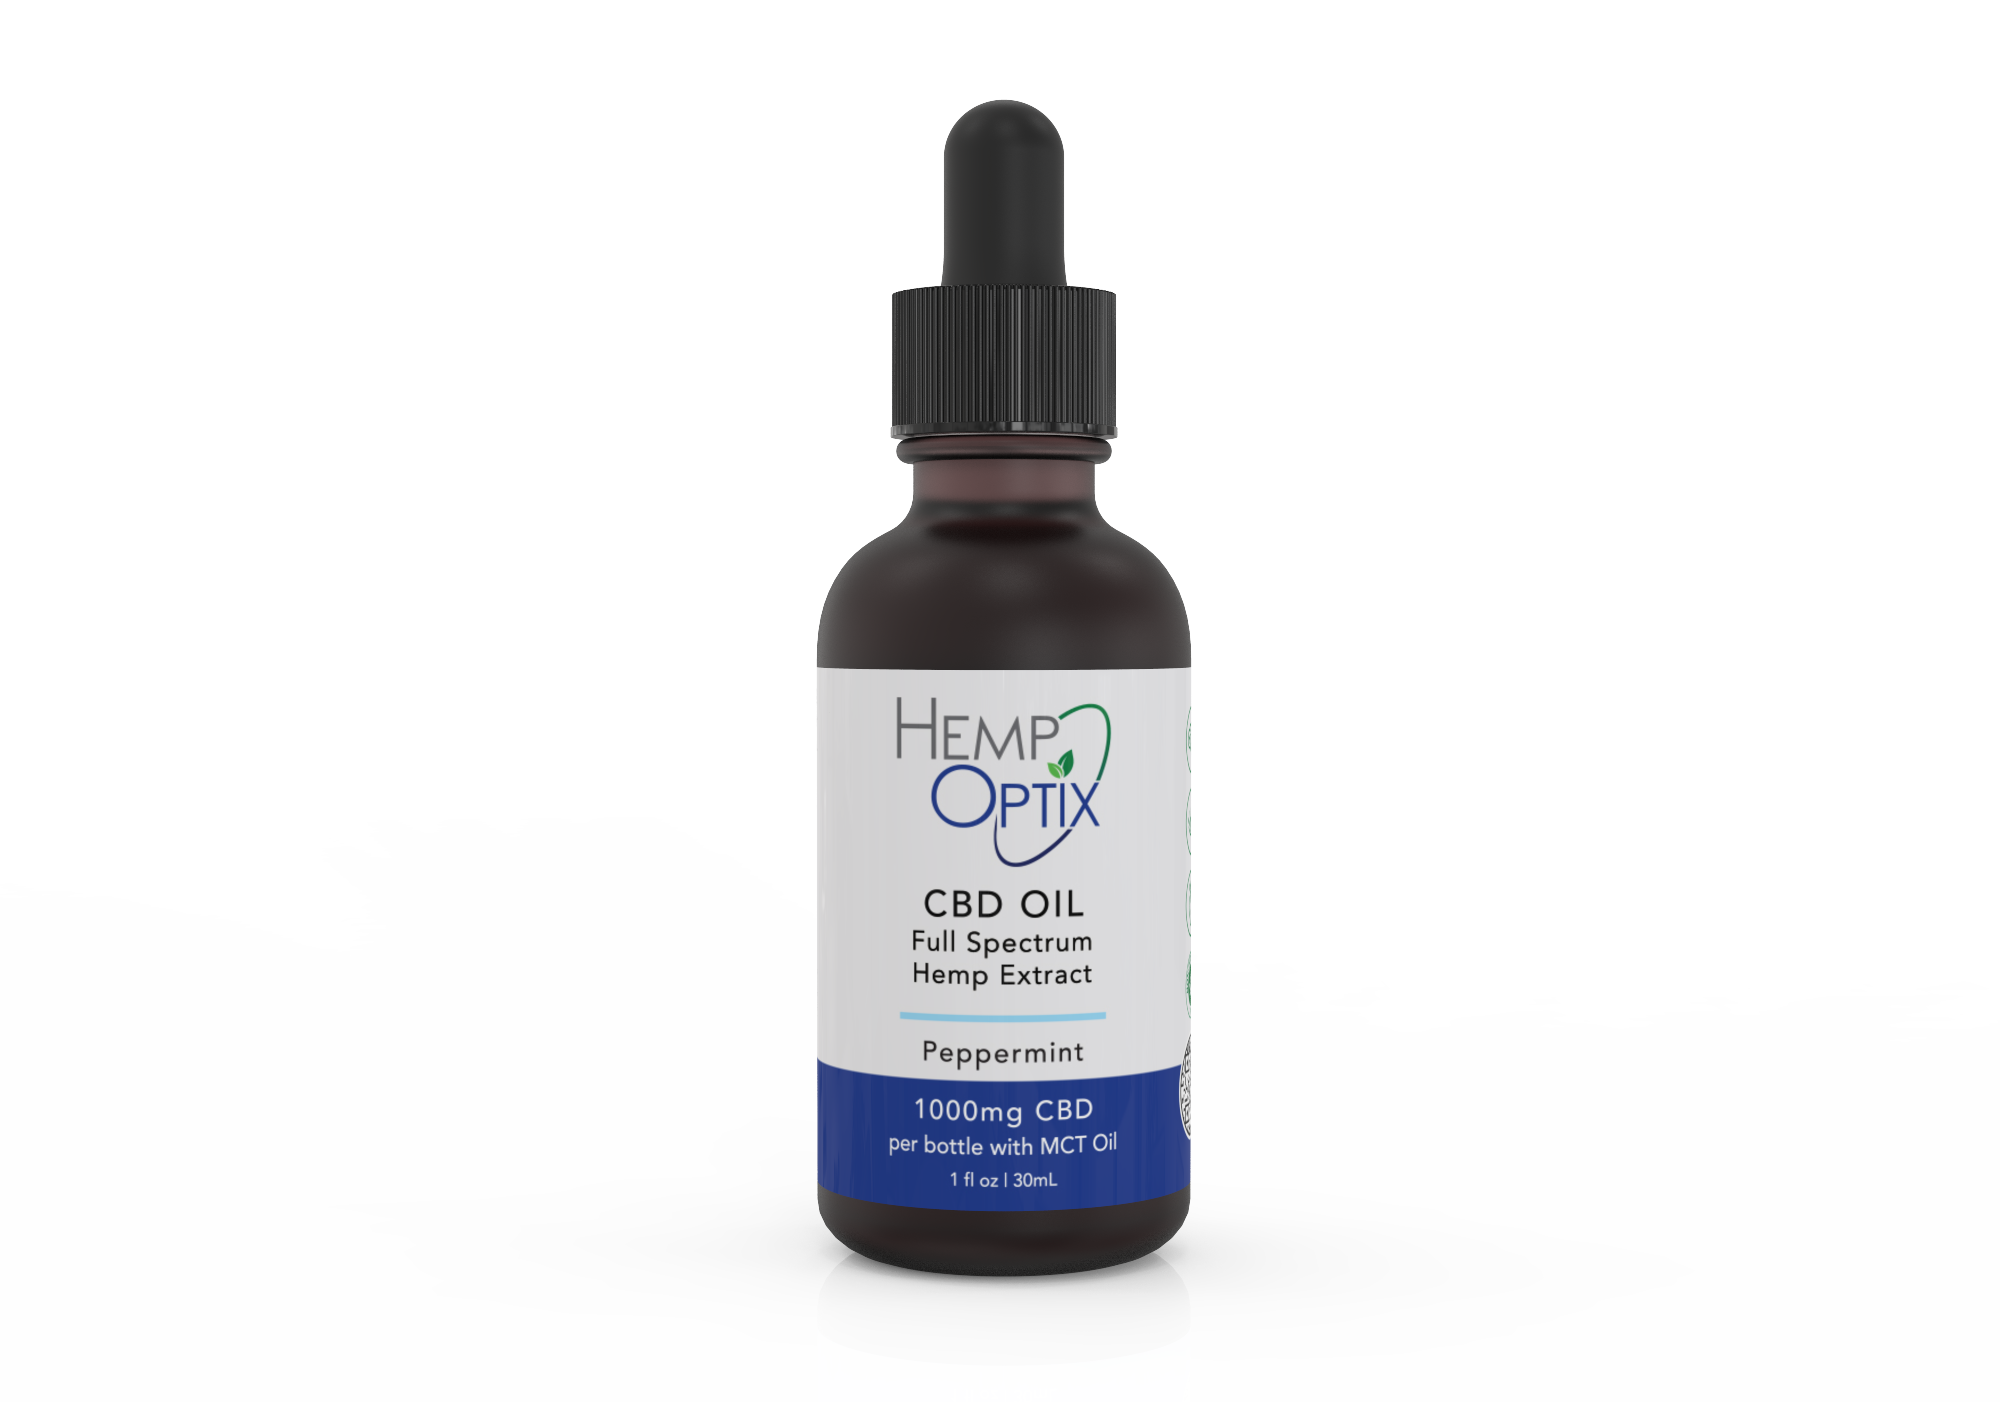 HEMP
OPTIX
CBD OIL
Full Spectrum
Hemp Extract
Peppermint
1000mg CBD
per bottle with MCT Oil
1 fl oz | 30mL